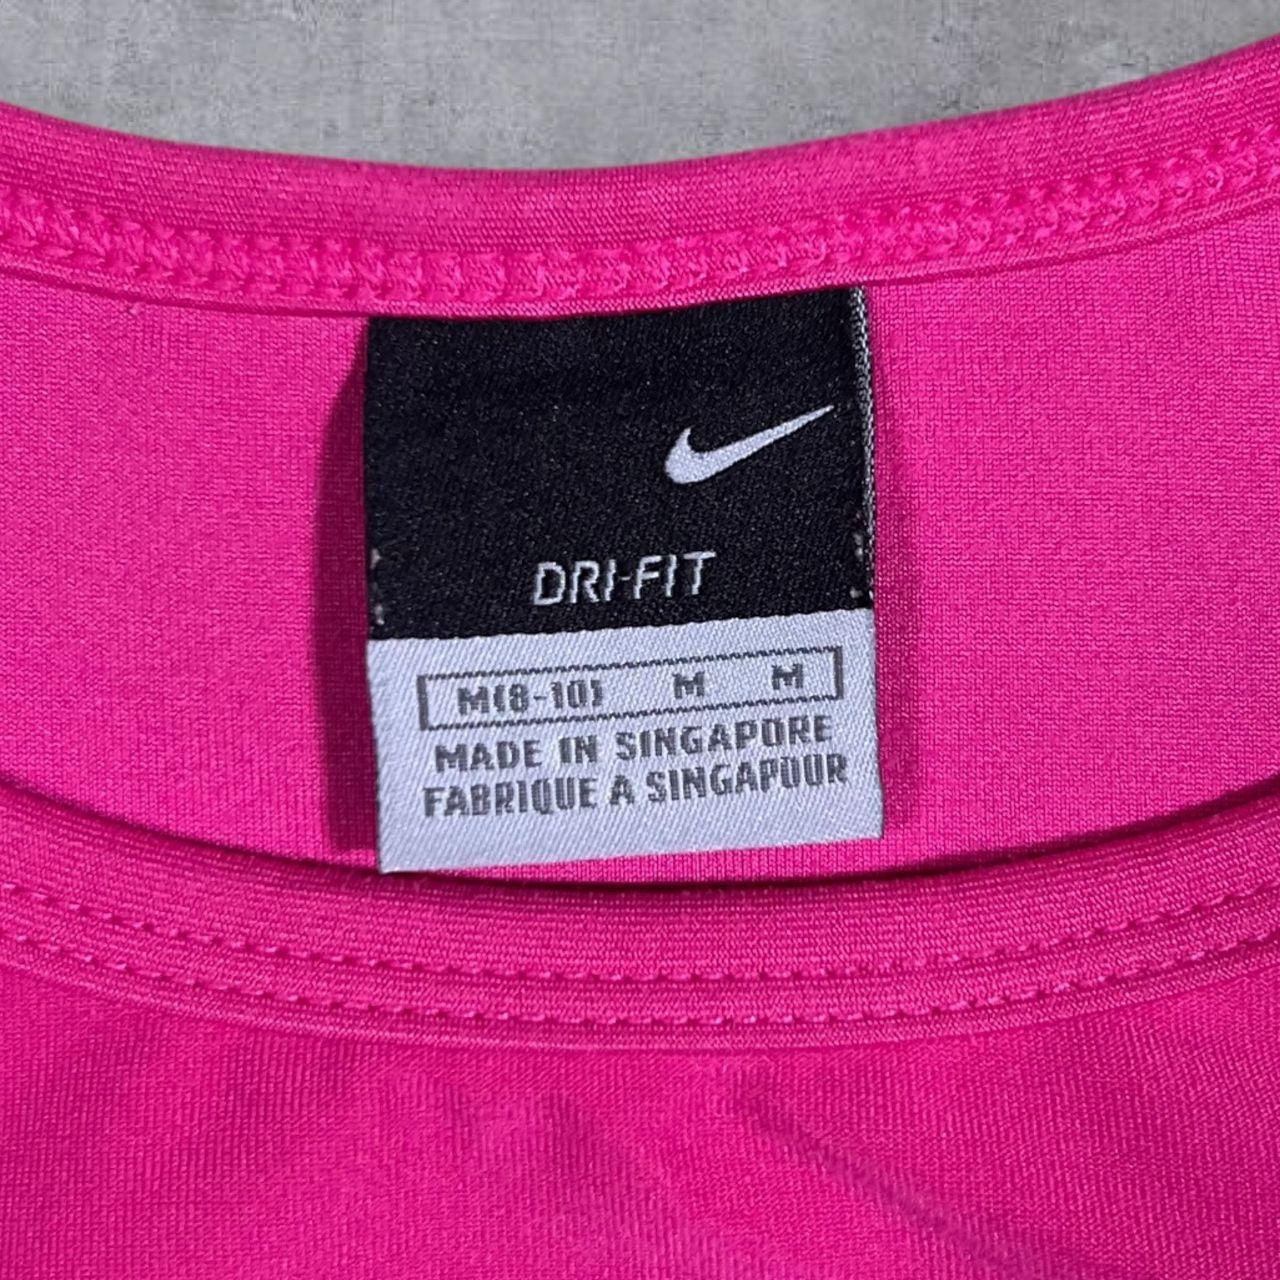 DRI-FIT
M(8-10) M M
MADE IN SINGAPORE
FABRIQUE A SINGAPOUR